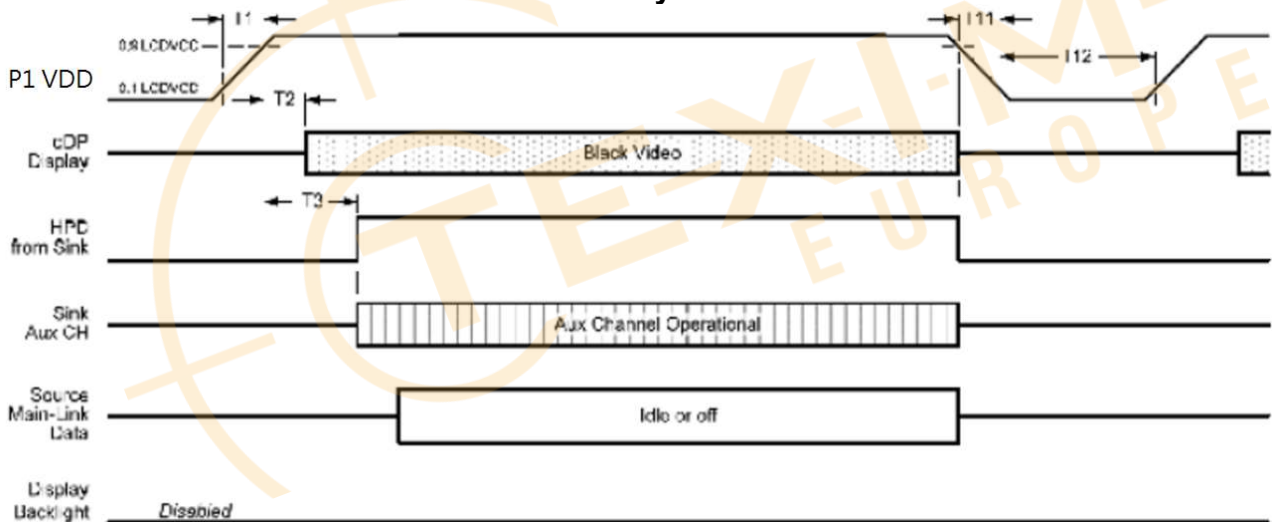 T1
T11
0.9 LCDVCC
T12
P1 VDD
0.1 LCDVCC
T2
eDP
Display
Black Video
T3
HPD
from Sink
Sink
Aux CH
Aux Channel Operational
Source
Main-Link
Data
Idle or off
Display
Backlight
Disabled
TEXIM
EUROPE